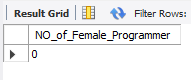 Result Grid Filter Rows:
NO_of_Female_Programmer
0